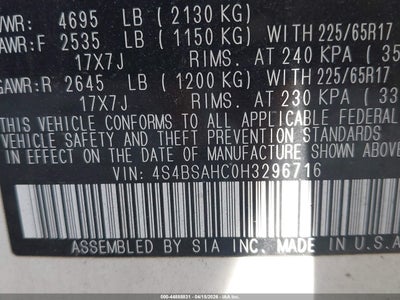 VWR: 4695 LB (2130 KG)
GAWR:F 2535 LB (1150 KG) WITH 225/65R17
17X7J RIMS. AT 240 KPA (35
GAWR:R 2645 LB (1200 KG) WITH 225/65R17
17X7J RIMS. AT 230 KPA (33
THIS VEHICLE CONFORMS TO ALL APPLICABLE FEDERAL
VEHICLE SAFETY AND THEFT PREVENTION STANDARDS
IN EFFECT ON THE DATE OF MANUFACTURE SHOWN ABOVE
VIN: 4S4BSAHC0H3296716
ASSEMBLED BY SIA INC. IN U.S.A